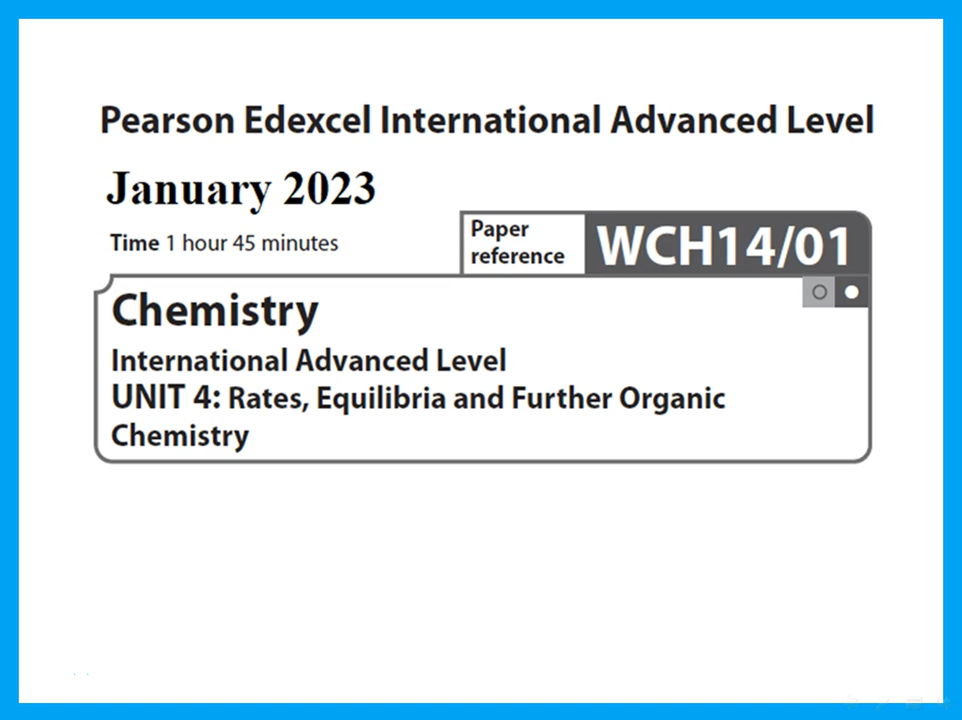 Pearson Edexcel International Advanced Level
January 2023
Time 1 hour 45 minutes
Paper
reference
WCH14/01
Chemistry
International Advanced Level
UNIT 4: Rates, Equilibria and Further Organic
Chemistry